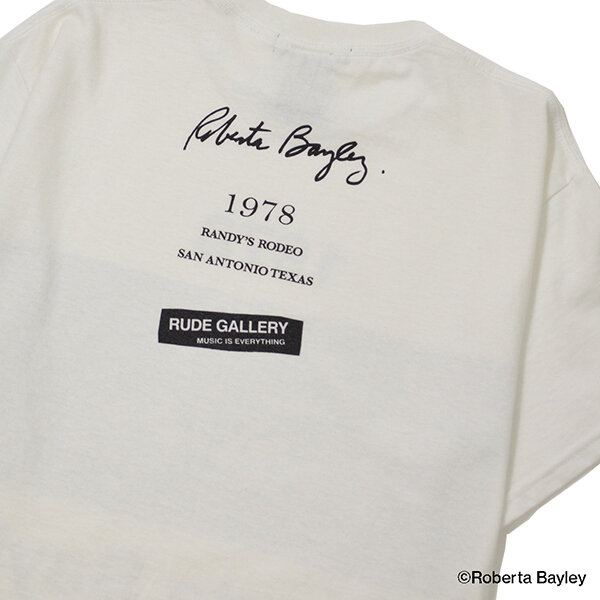 Roberta Bayley.
1978
RANDY'S RODEO
SAN ANTONIO TEXAS
RUDE GALLERY
MUSIC IS EVERYTHING
©Roberta Bayley